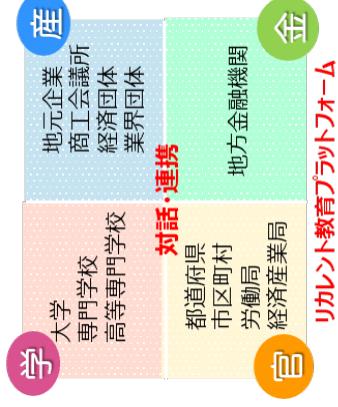 学
大学
専門学校
高等専門学校
産
地元企業
商工会議所
経済団体
業界団体
対話・連携
官
都道府県
市区町村
労働局
経済産業局
金
地方金融機関
リカレント教育プラットフォーム